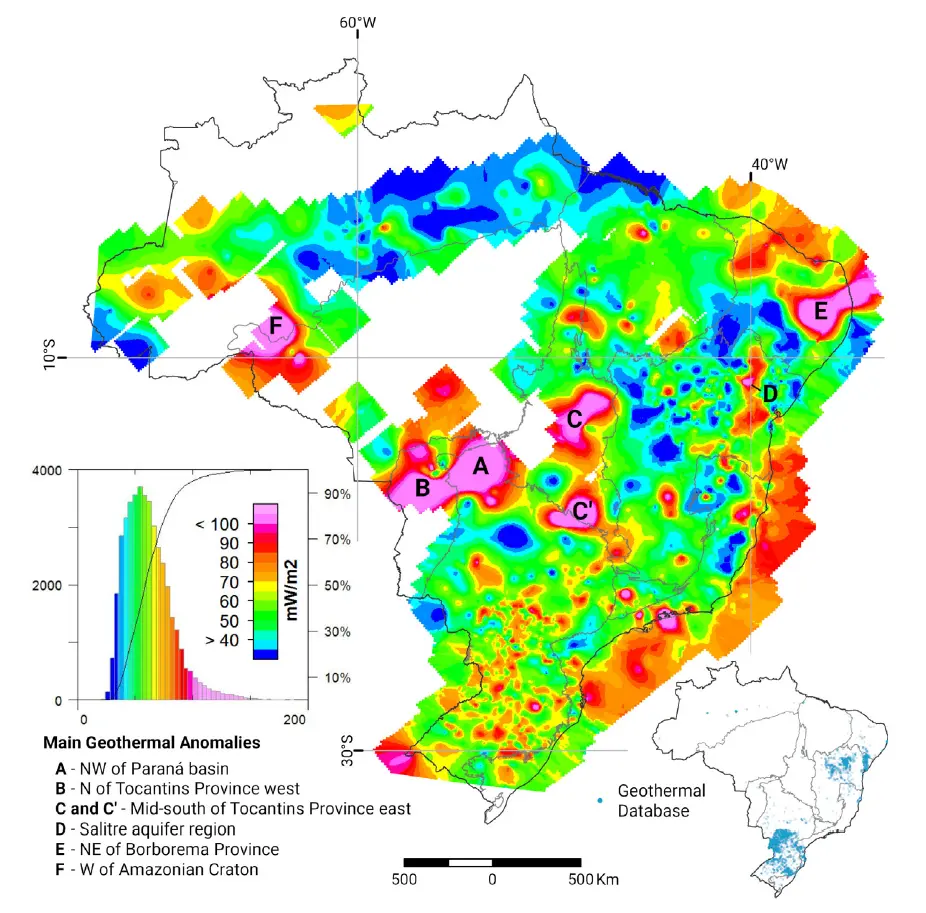 60°W
40°W
F
E
10°S
D
C
A
B
C'
4000
90%
< 100
90
70%
80
2000
70
50%
60
mW/m2
50
30%
> 40
10%
0
0
200
Main Geothermal Anomalies
30°S
A - NW of Paraná basin
B - N of Tocantins Province west
C and C' - Mid-south of Tocantins Province east
D - Salitre aquifer region
E - NE of Borborema Province
F - W of Amazonian Craton
Geothermal
Database
500
0
500 Km